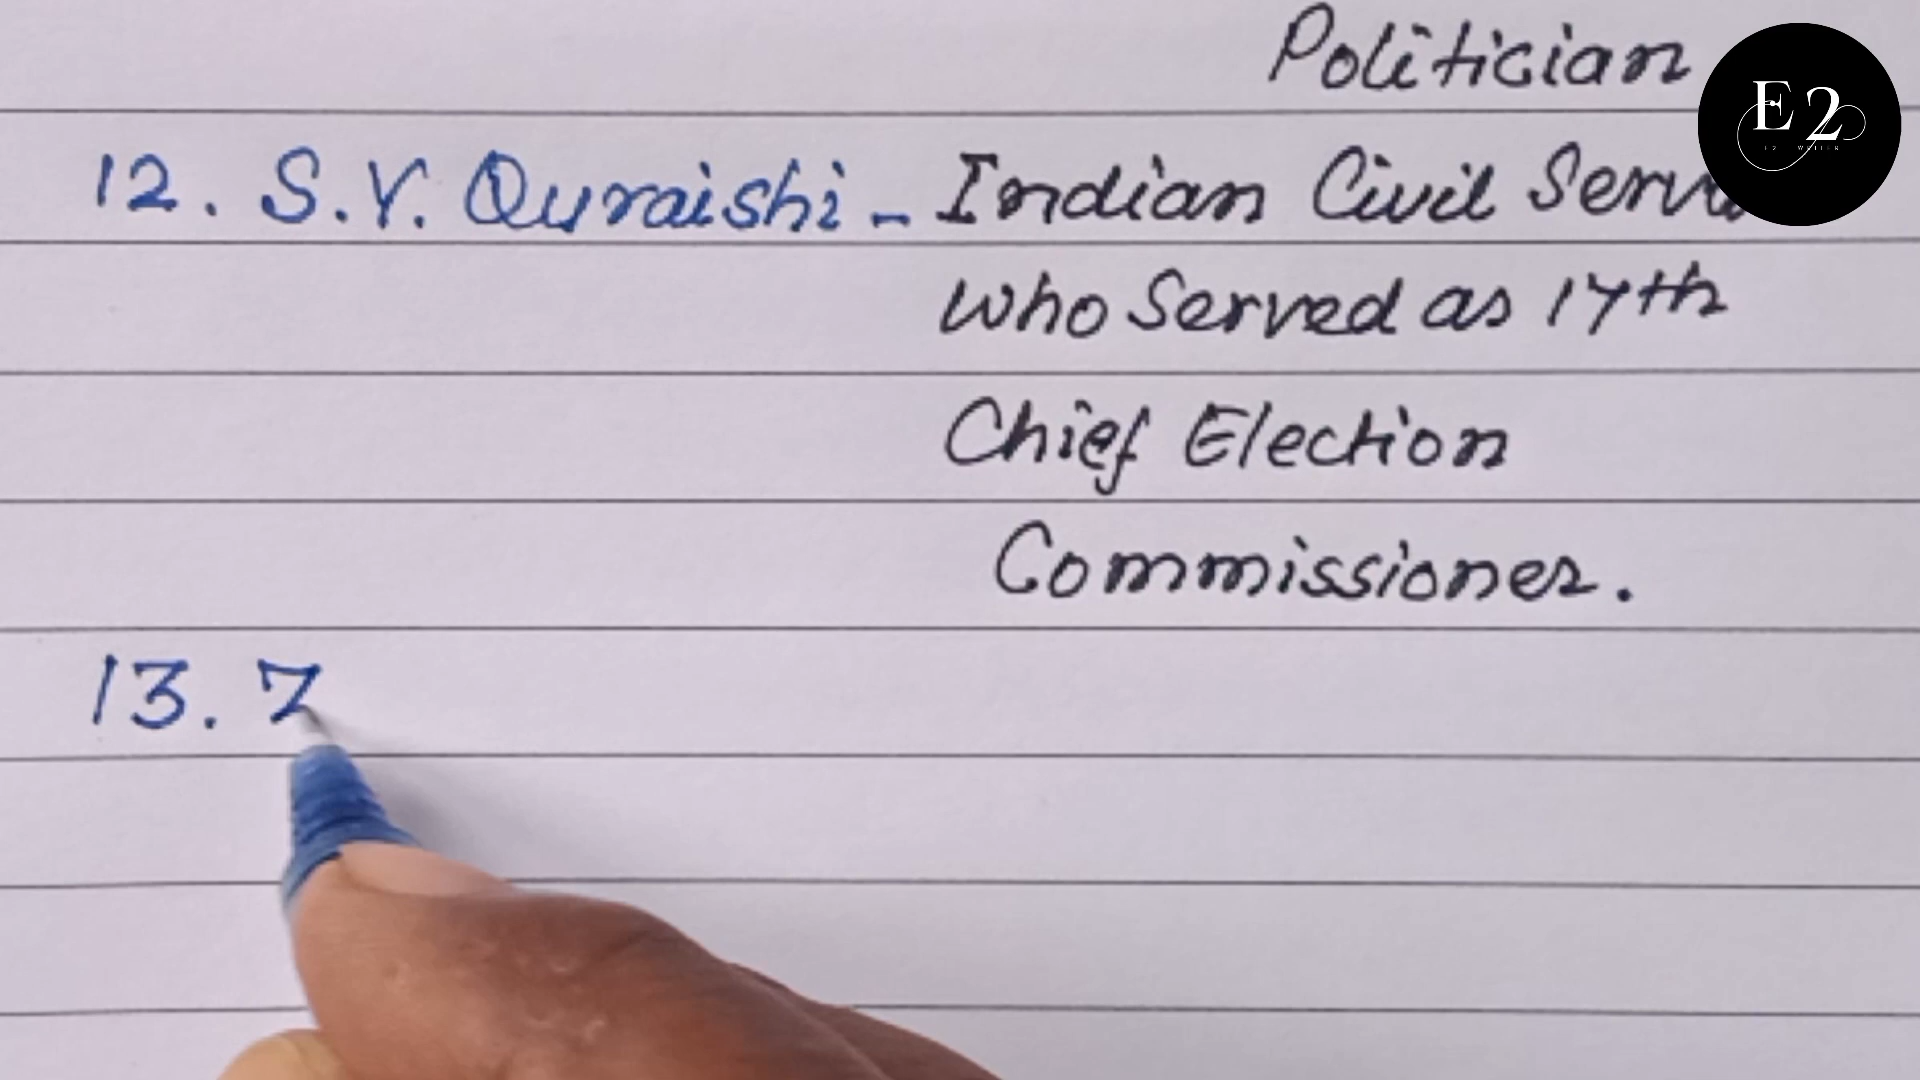 Politician
12. S.Y. Quraishi - Indian Civil Serv
who Served as 17th
Chief Election
Commissioner.
13. Z
E2